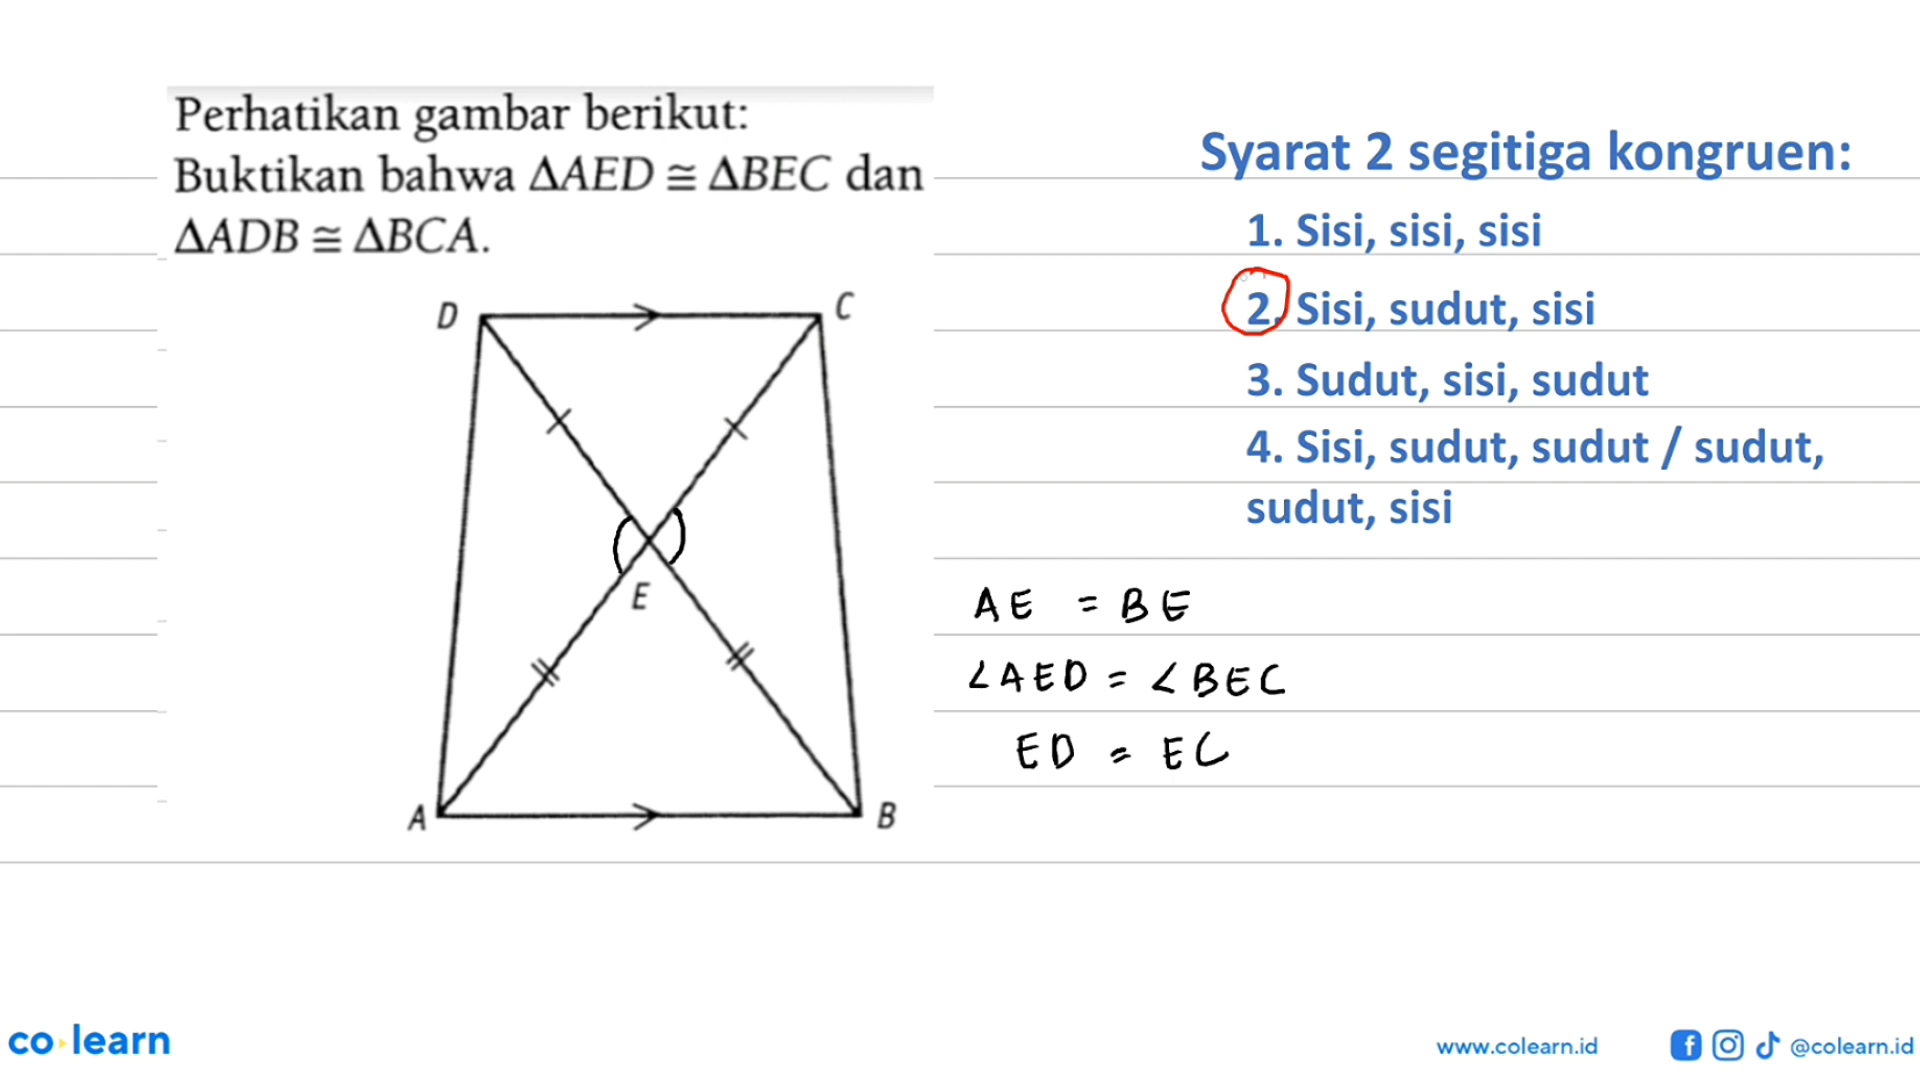 Perhatikan gambar berikut:
Buktikan bahwa ΔAED ≅ ΔBEC dan
ΔADB ≅ ΔBCA.
D
C
E
A
B
Syarat 2 segitiga kongruen:
1. Sisi, sisi, sisi
2. Sisi, sudut, sisi
3. Sudut, sisi, sudut
4. Sisi, sudut, sudut / sudut,
sudut, sisi
AE = BE
∠AED = ∠BEC
ED = EC
co learn
www.colearn.id
@colearn.id